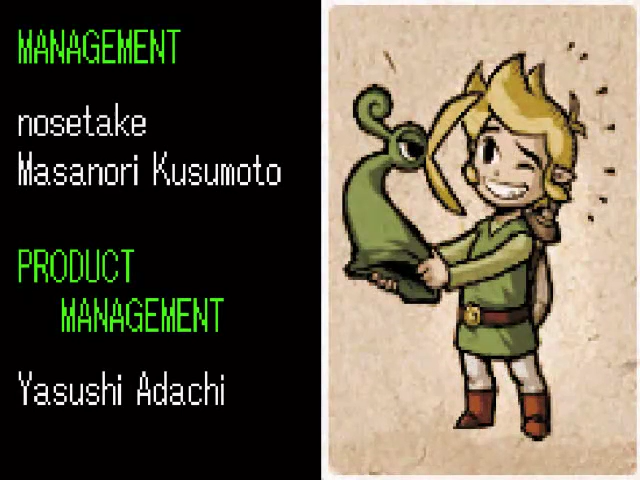 MANAGEMENT
nosetake
Masanori Kusumoto
PRODUCT
MANAGEMENT
Yasushi Adachi